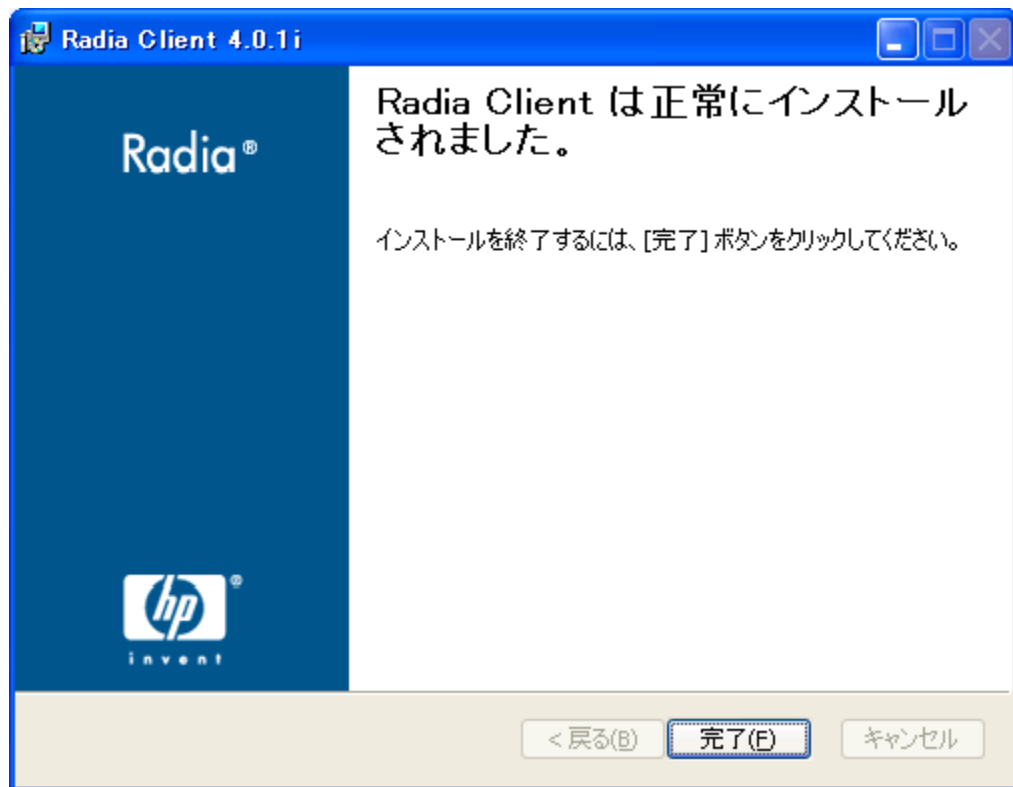 Radia Client 4.0.1i
Radia®
Radia Client は正常にインストール
されました。
インストールを終了するには、[完了] ボタンをクリックしてください。
hp®
invent
< 戻る(B)
完了(F)
キャンセル